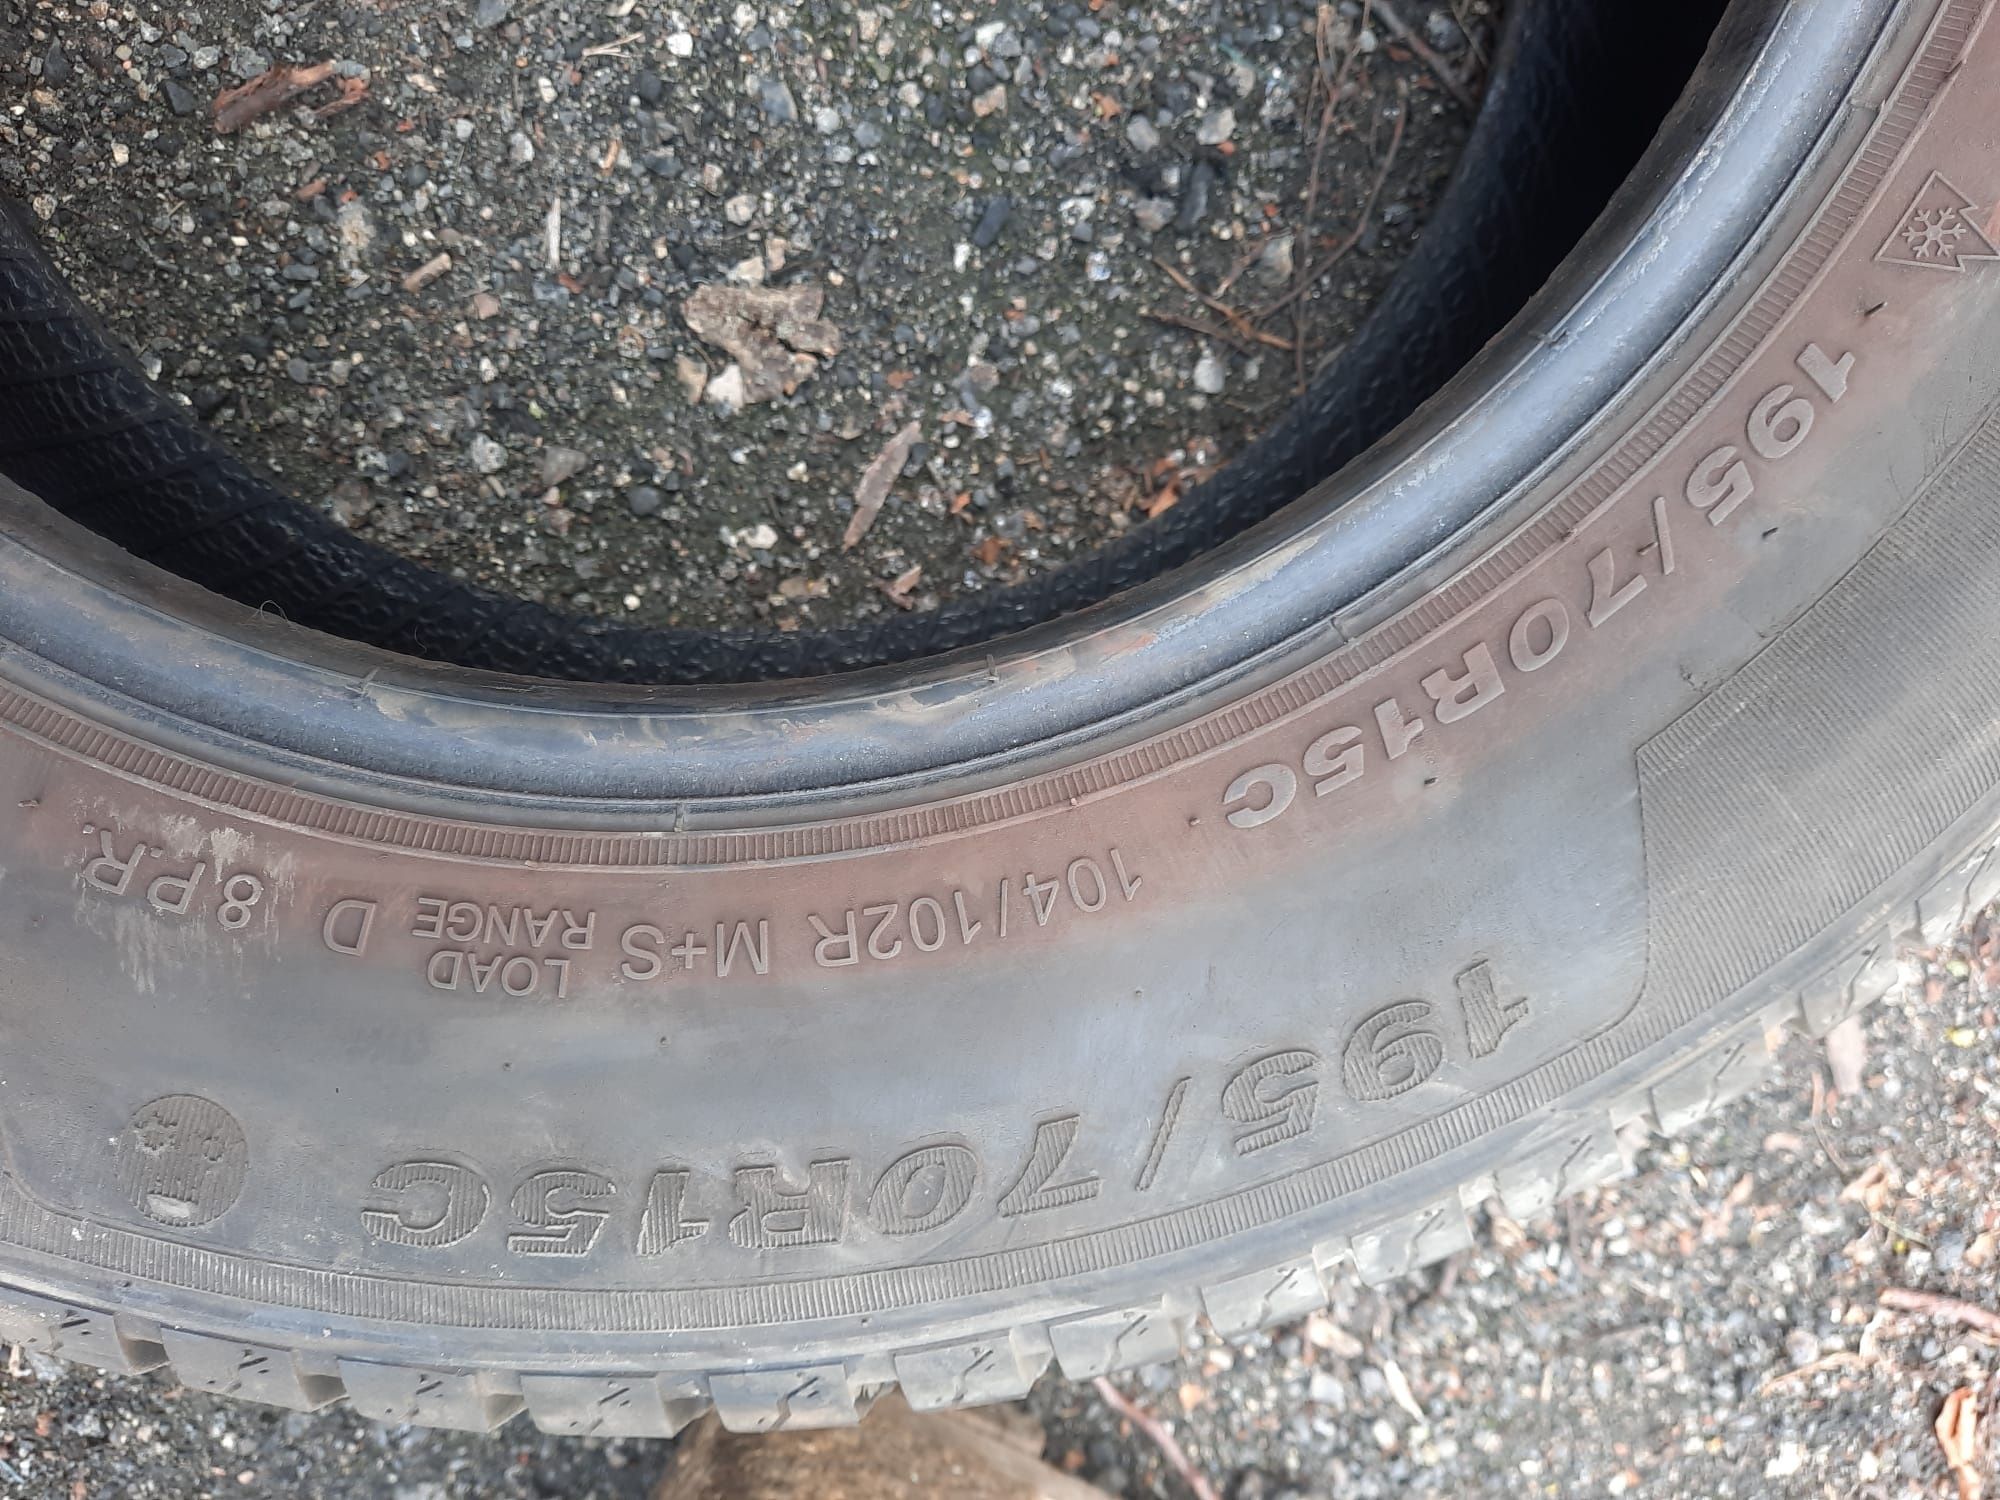 195/70R15C
104/102R M+S LOAD RANGE D 8 P.R.
195/70R15C